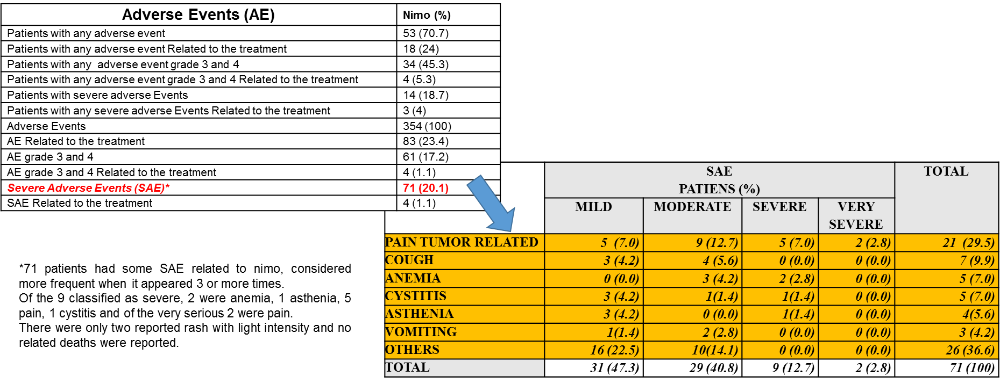 Adverse Events (AE) Nimo (%)
Patients with any adverse event 53 (70.7)
Patients with any adverse event Related to the treatment 18 (24)
Patients with any adverse event grade 3 and 4 34 (45.3)
Patients with any adverse event grade 3 and 4 Related to the treatment 4 (5.3)
Patients with severe adverse Events 14 (18.7)
Patients with any severe adverse Events Related to the treatment 3 (4)
Adverse Events 354 (100)
AE Related to the treatment 83 (23.4)
AE grade 3 and 4 61 (17.2)
AE grade 3 and 4 Related to the treatment 4 (1.1)
Severe Adverse Events (SAE)* 71 (20.1)
SAE Related to the treatment 4 (1.1)
*71 patients had some SAE related to nimo, considered
more frequent when it appeared 3 or more times.
Of the 9 classified as severe, 2 were anemia, 1 asthenia, 5
pain, 1 cystitis and of the very serious 2 were pain.
There were only two reported rash with light intensity and no
related deaths were reported.
SAE TOTAL
PATIENS (%)
MILD MODERATE SEVERE VERY
SEVERE
PAIN TUMOR RELATED 5 (7.0) 9 (12.7) 5 (7.0) 2 (2.8) 21 (29.5)
COUGH 3 (4.2) 4 (5.6) 0 (0.0) 0 (0.0) 7 (9.9)
ANEMIA 0 (0.0) 3 (4.2) 2 (2.8) 0 (0.0) 5 (7.0)
CYSTITIS 3 (4.2) 1(1.4) 1(1.4) 0 (0.0) 5 (7.0)
ASTHENIA 3 (4.2) 0 (0.0) 1(1.4) 0 (0.0) 4(5.6)
VOMITING 1(1.4) 2 (2.8) 0 (0.0) 0 (0.0) 3 (4.2)
OTHERS 16 (22.5) 10(14.1) 0 (0.0) 0 (0.0) 26 (36.6)
TOTAL 31 (47.3) 29 (40.8) 9 (12.7) 2 (2.8) 71 (100)